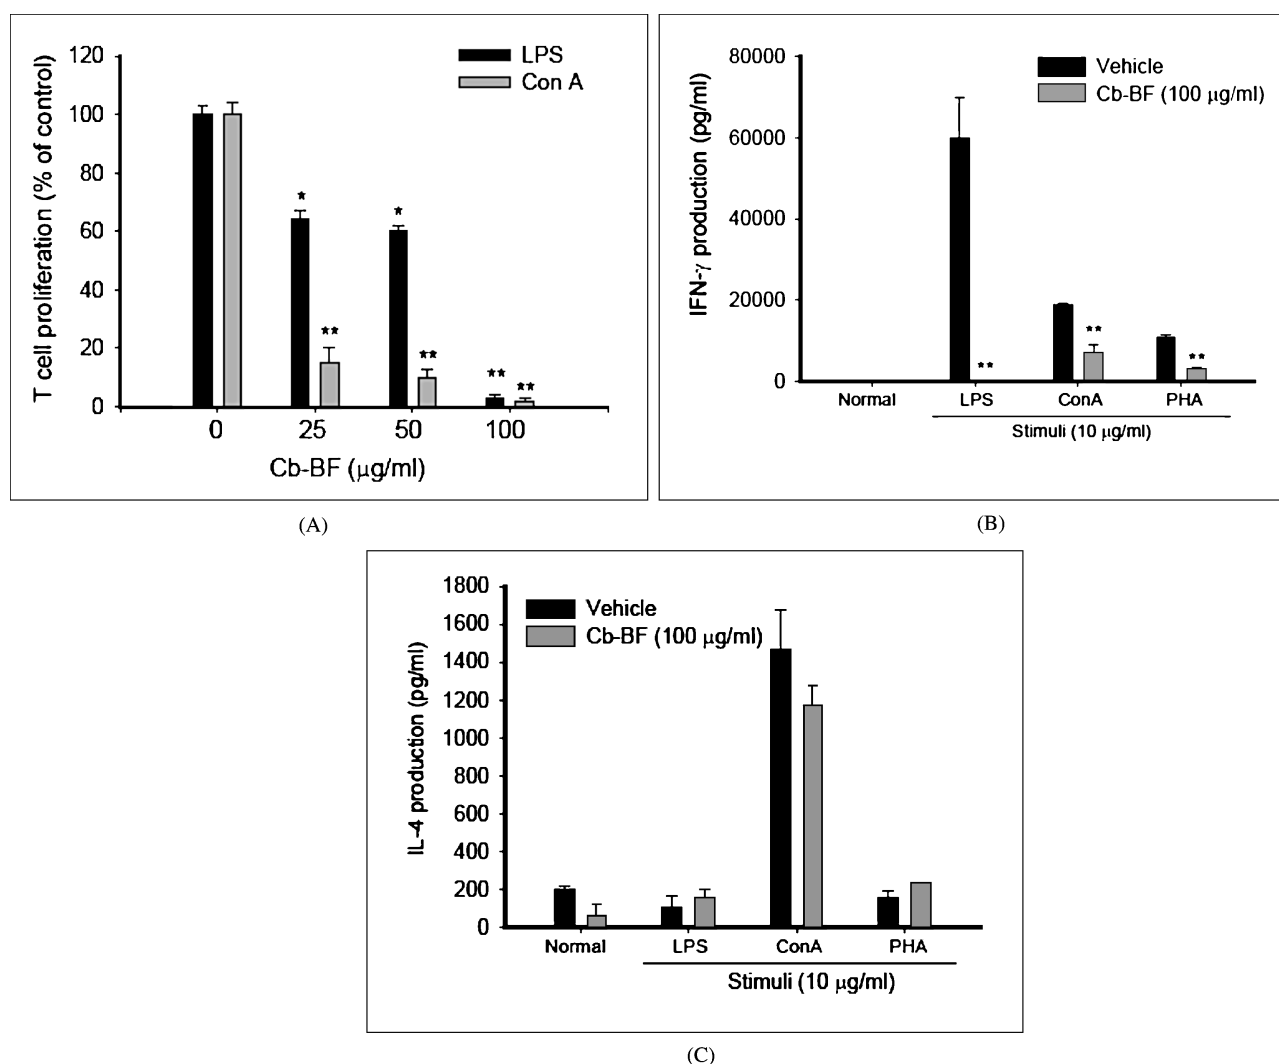 120
100
80
60
40
20
0
T cell proliferation (% of control)
LPS
Con A
*
**
*
**
**
**
0 25 50 100
Cb-BF (µg/ml)
(A)
80000
60000
40000
20000
0
IFN-γ production (pg/ml)
Vehicle
Cb-BF (100 µg/ml)
**
**
**
Normal LPS ConA PHA
Stimuli (10 µg/ml)
(B)
1800
1600
1400
1200
1000
800
600
400
200
0
IL-4 production (pg/ml)
Vehicle
Cb-BF (100 µg/ml)
Normal LPS ConA PHA
Stimuli (10 µg/ml)
(C)